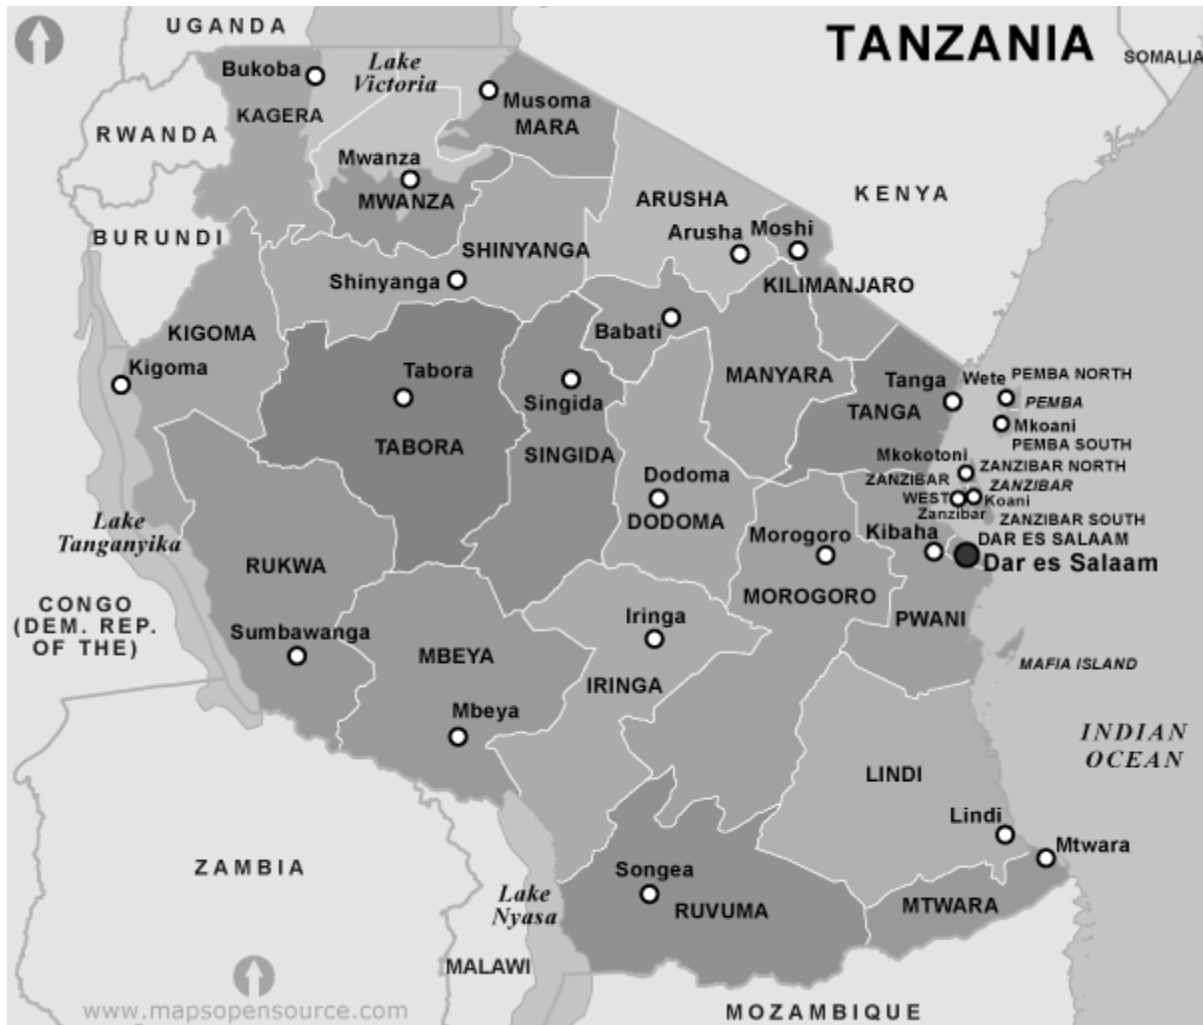 UGANDA
TANZANIA
SOMALIA
Bukoba
Lake
Victoria
KAGERA
Musoma
MARA
RWANDA
Mwanza
MWANZA
KENYA
ARUSHA
Arusha
Moshi
BURUNDI
SHINYANGA
Shinyanga
KILIMANJARO
KIGOMA
Babati
Kigoma
Tabora
MANYARA
Tanga
Wete
PEMBA NORTH
PEMBA
Singida
TANGA
Mkoani
PEMBA SOUTH
TABORA
SINGIDA
Mkokotoni
ZANZIBAR NORTH
Dodoma
ZANZIBAR
WEST
ZANZIBAR
Koani
Zanzibar
ZANZIBAR SOUTH
DODOMA
Lake
Tanganyika
Morogoro
Kibaha
DAR ES SALAAM
Dar es Salaam
RUKWA
MOROGORO
CONGO
(DEM. REP.
OF THE)
Sumbawanga
Iringa
PWANI
MBEYA
MAFIA ISLAND
IRINGA
Mbeya
INDIAN
OCEAN
LINDI
Lindi
Mtwara
ZAMBIA
Songea
Lake
Nyasa
RUVUMA
MTWARA
MALAWI
www.mapsopensource.com
MOZAMBIQUE